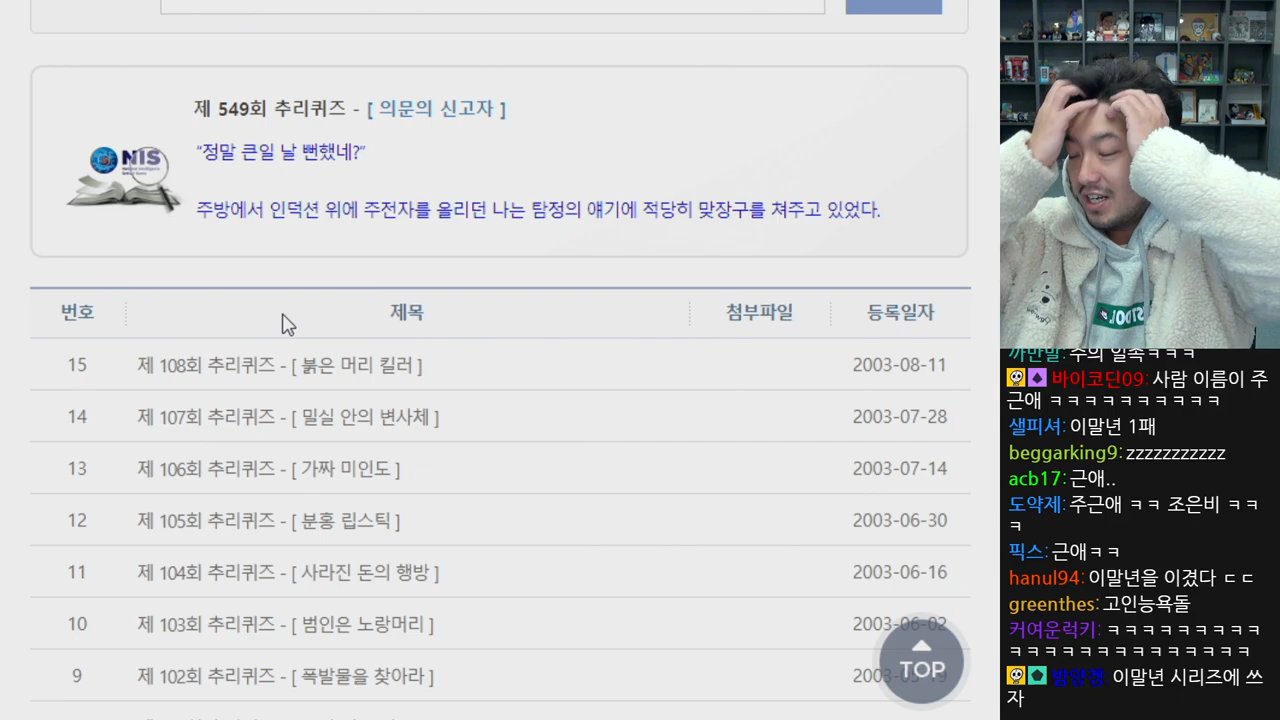 제 549회 추리퀴즈 - [ 의문의 신고자 ]
“정말 큰일 날 뻔했네?”
NIS
주방에서 인덕션 위에 주전자를 올리던 나는 탐정의 얘기에 적당히 맞장구를 쳐주고 있었다.
번호 제목 첨부파일 등록일자
15 제 108회 추리퀴즈 - [ 붉은 머리 킬러 ] 2003-08-11
14 제 107회 추리퀴즈 - [ 밀실 안의 변사체 ] 2003-07-28
13 제 106회 추리퀴즈 - [ 가짜 미인도 ] 2003-07-14
12 제 105회 추리퀴즈 - [ 분홍 립스틱 ] 2003-06-30
11 제 104회 추리퀴즈 - [ 사라진 돈의 행방 ] 2003-06-16
10 제 103회 추리퀴즈 - [ 범인은 노랑머리 ] 2003-06-02
9 제 102회 추리퀴즈 - [ 폭발물을 찾아라 ]
TOP
바이코딘09: 사람 이름이 주
근애 ㅋㅋㅋㅋㅋㅋㅋㅋㅋㅋ
샐피셔: 이말년 1패
beggarking9: zzzzzzzzzzz
acb17: 근애..
도약제: 주근애 ㅋㅋ 조은비 ㅋㅋ
ㅋ
픽스: 근애ㅋㅋ
hanul94: 이말년을 이겼다 ㄷㄷ
greenthes: 고인능욕돌
커여운럭키: ㅋㅋㅋㅋㅋㅋㅋㅋㅋ
ㅋㅋㅋㅋㅋㅋㅋㅋㅋㅋㅋㅋㅋㅋ
밤양갱: 이말년 시리즈에 쓰
자